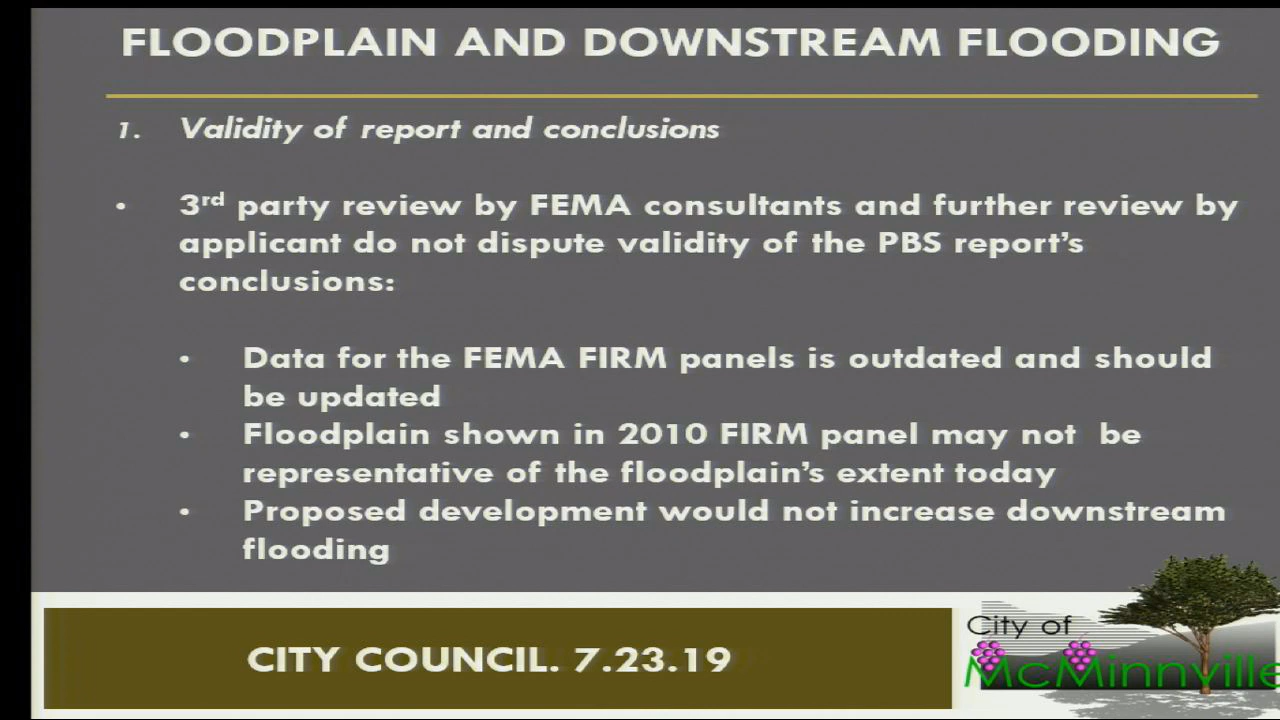 FLOODPLAIN AND DOWNSTREAM FLOODING
1. Validity of report and conclusions
• 3rd party review by FEMA consultants and further review by
applicant do not dispute validity of the PBS report's
conclusions:
• Data for the FEMA FIRM panels is outdated and should
be updated
• Floodplain shown in 2010 FIRM panel may not be
representative of the floodplain's extent today
• Proposed development would not increase downstream
flooding
CITY COUNCIL. 7.23.19
City of
McMinnville